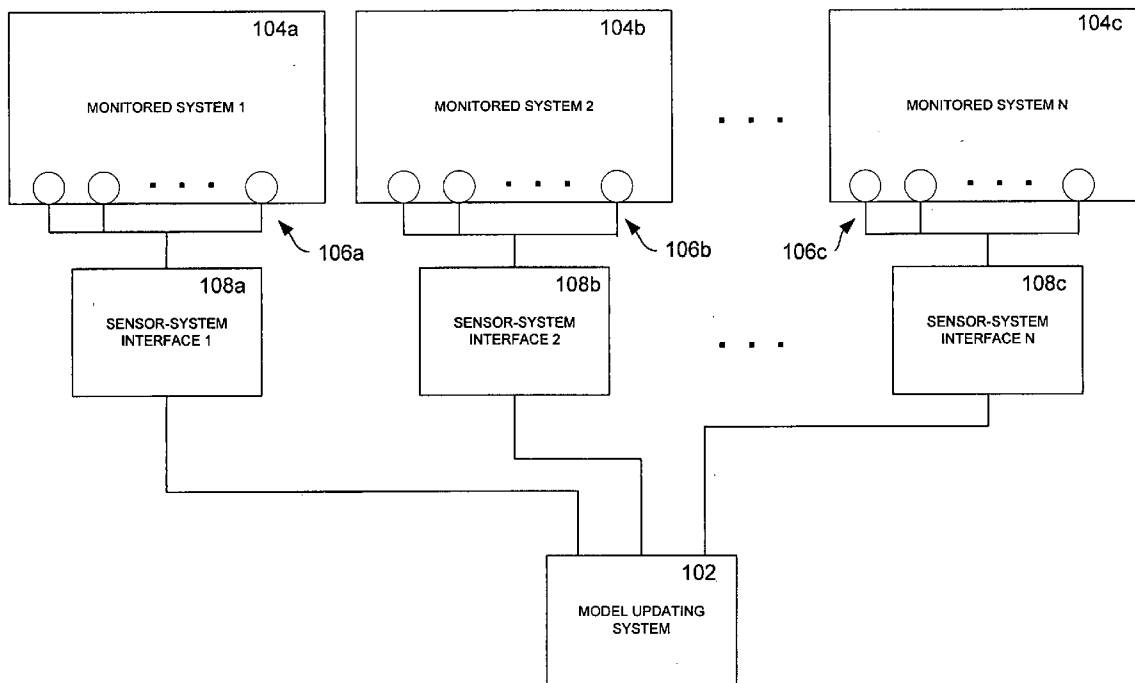 104a
104b
104c
MONITORED SYSTEM 1
MONITORED SYSTEM 2
MONITORED SYSTEM N
106a
106b
106c
108a
108b
108c
SENSOR-SYSTEM
INTERFACE 1
SENSOR-SYSTEM
INTERFACE 2
SENSOR-SYSTEM
INTERFACE N
102
MODEL UPDATING
SYSTEM